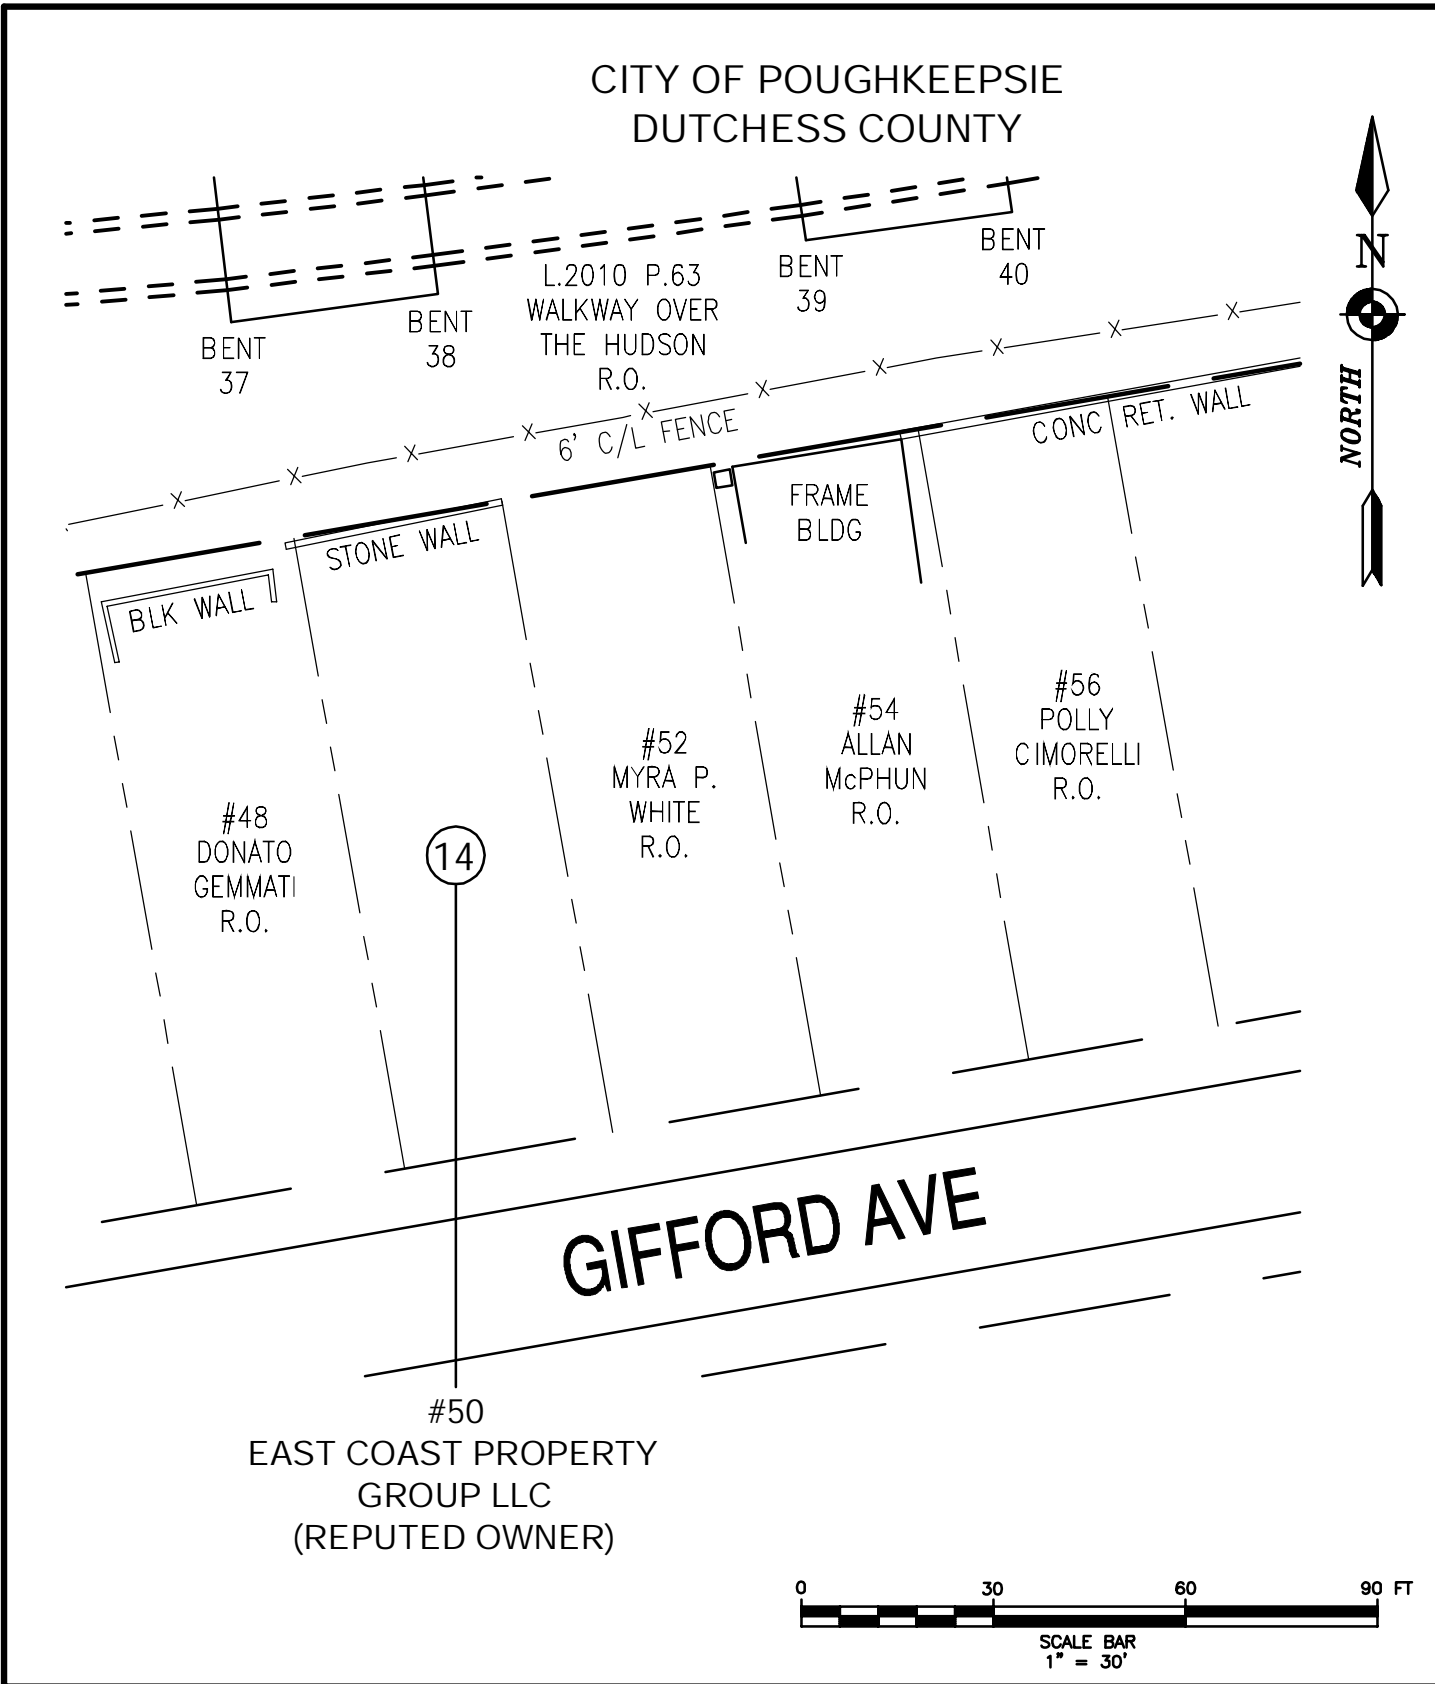 CITY OF POUGHKEEPSIE
DUTCHESS COUNTY
N
NORTH
BENT
37
BENT
38
L.2010 P.63
WALKWAY OVER
THE HUDSON
R.O.
BENT
39
BENT
40
6' C/L FENCE
CONC RET. WALL
FRAME
BLDG
STONE WALL
BLK WALL
#48
DONATO
GEMMATI
R.O.
14
#52
MYRA P.
WHITE
R.O.
#54
ALLAN
McPHUN
R.O.
#56
POLLY
CIMORELLI
R.O.
GIFFORD AVE
#50
EAST COAST PROPERTY
GROUP LLC
(REPUTED OWNER)
0 30 60 90 FT
SCALE BAR
1" = 30'